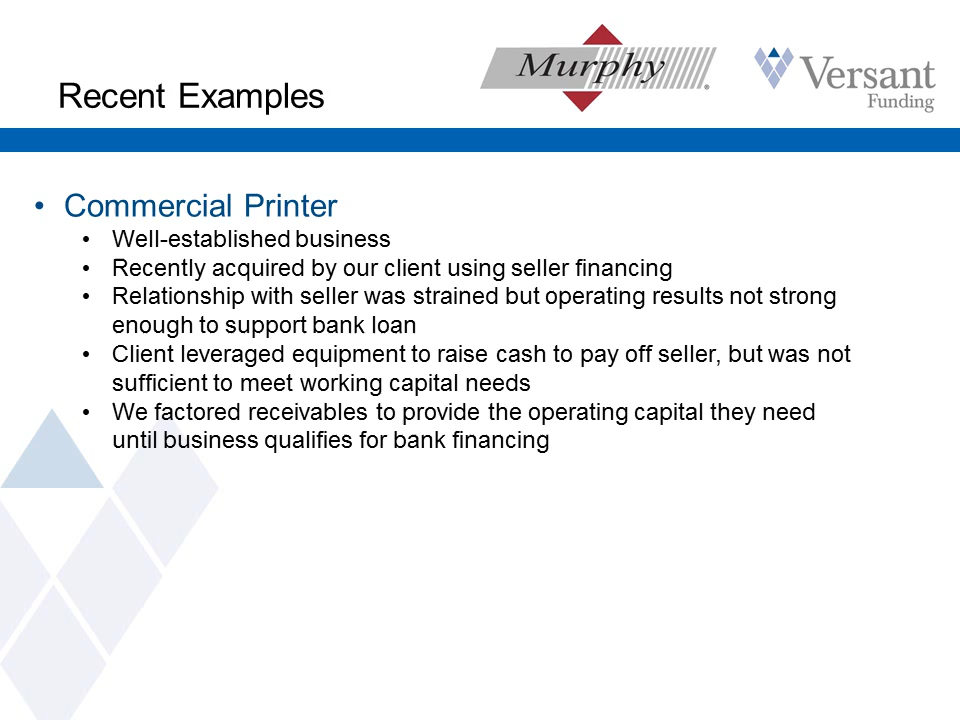 Recent Examples
Murphy
Versant
Funding
• Commercial Printer
• Well-established business
• Recently acquired by our client using seller financing
• Relationship with seller was strained but operating results not strong
enough to support bank loan
• Client leveraged equipment to raise cash to pay off seller, but was not
sufficient to meet working capital needs
• We factored receivables to provide the operating capital they need
until business qualifies for bank financing